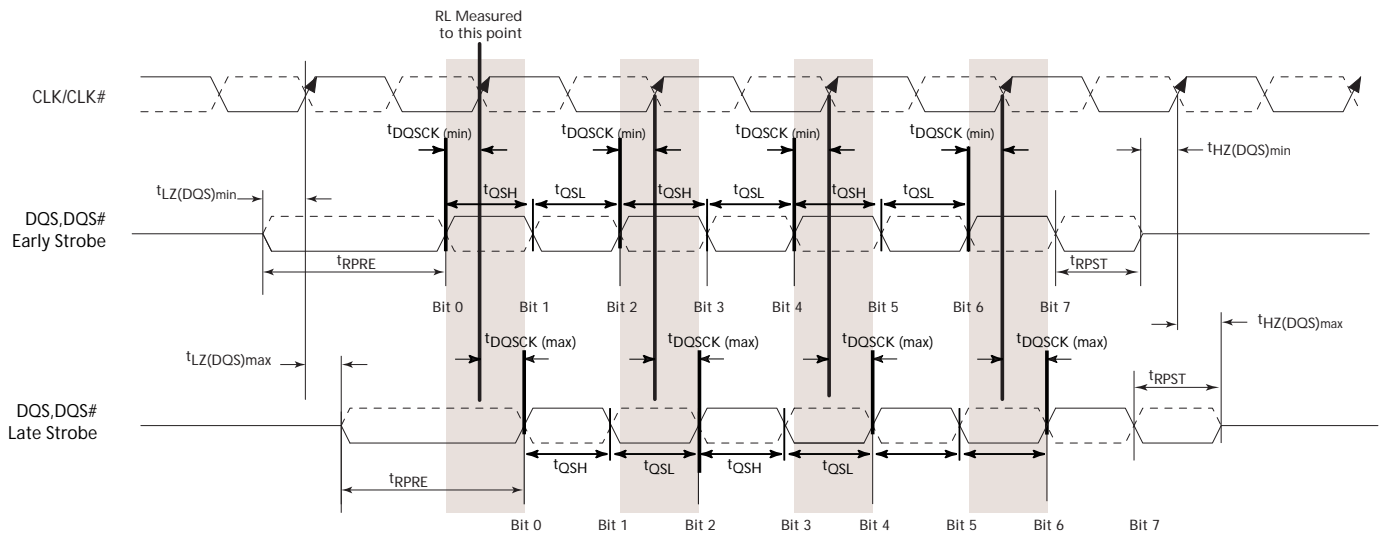 RL Measured
to this point
CLK/CLK#
tDQSCK (min) tDQSCK (min) tDQSCK (min) tDQSCK (min)
tHZ(DQS)min
tLZ(DQS)min
tQSH tQSL tQSH tQSL tQSH tQSL
DQS,DQS#
Early Strobe
tRPRE
tRPST
Bit 0 Bit 1 Bit 2 Bit 3 Bit 4 Bit 5 Bit 6 Bit 7
tHZ(DQS)max
tDQSCK (max) tDQSCK (max) tDQSCK (max) tDQSCK (max)
tLZ(DQS)max
tRPST
DQS,DQS#
Late Strobe
tQSH tQSL tQSH tQSL
tRPRE
Bit 0 Bit 1 Bit 2 Bit 3 Bit 4 Bit 5 Bit 6 Bit 7